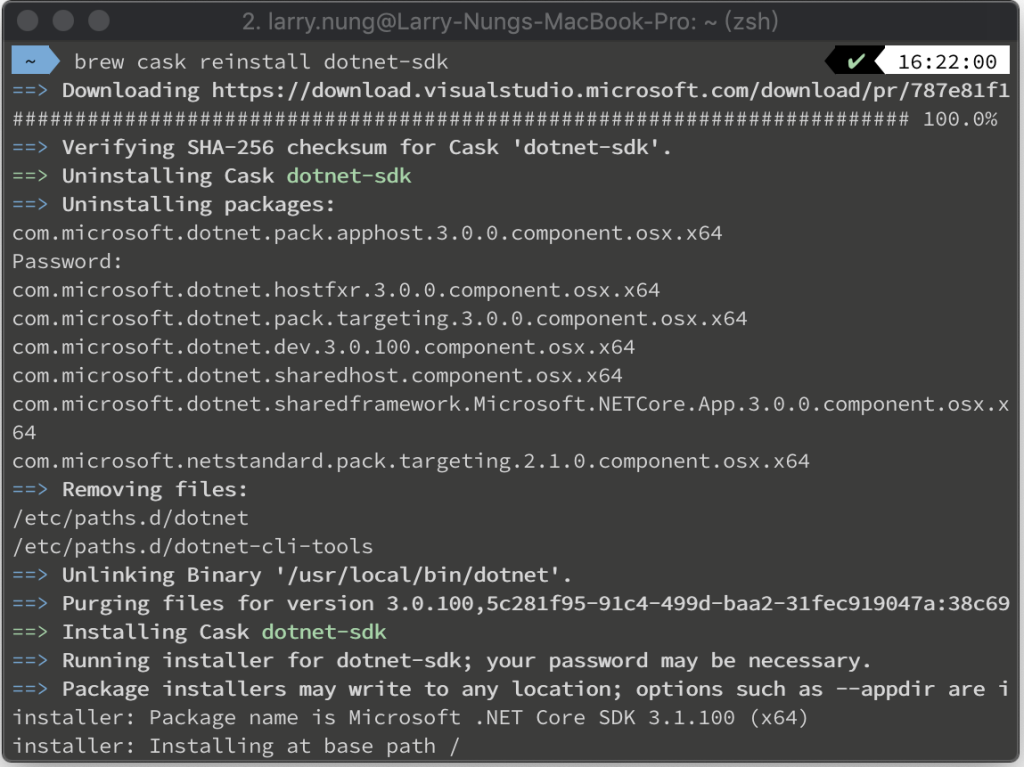 2. larry.nung@Larry-Nungs-MacBook-Pro: ~ (zsh)
~ brew cask reinstall dotnet-sdk ✔ 16:22:00
==> Downloading https://download.visualstudio.microsoft.com/download/pr/787e81f1
######################################################################## 100.0%
==> Verifying SHA-256 checksum for Cask 'dotnet-sdk'.
==> Uninstalling Cask dotnet-sdk
==> Uninstalling packages:
com.microsoft.dotnet.pack.apphost.3.0.0.component.osx.x64
Password:
com.microsoft.dotnet.hostfxr.3.0.0.component.osx.x64
com.microsoft.dotnet.pack.targeting.3.0.0.component.osx.x64
com.microsoft.dotnet.dev.3.0.100.component.osx.x64
com.microsoft.dotnet.sharedhost.component.osx.x64
com.microsoft.dotnet.sharedframework.Microsoft.NETCore.App.3.0.0.component.osx.x
64
com.microsoft.netstandard.pack.targeting.2.1.0.component.osx.x64
==> Removing files:
/etc/paths.d/dotnet
/etc/paths.d/dotnet-cli-tools
==> Unlinking Binary '/usr/local/bin/dotnet'.
==> Purging files for version 3.0.100,5c281f95-91c4-499d-baa2-31fec919047a:38c69
==> Installing Cask dotnet-sdk
==> Running installer for dotnet-sdk; your password may be necessary.
==> Package installers may write to any location; options such as --appdir are i
installer: Package name is Microsoft .NET Core SDK 3.1.100 (x64)
installer: Installing at base path /